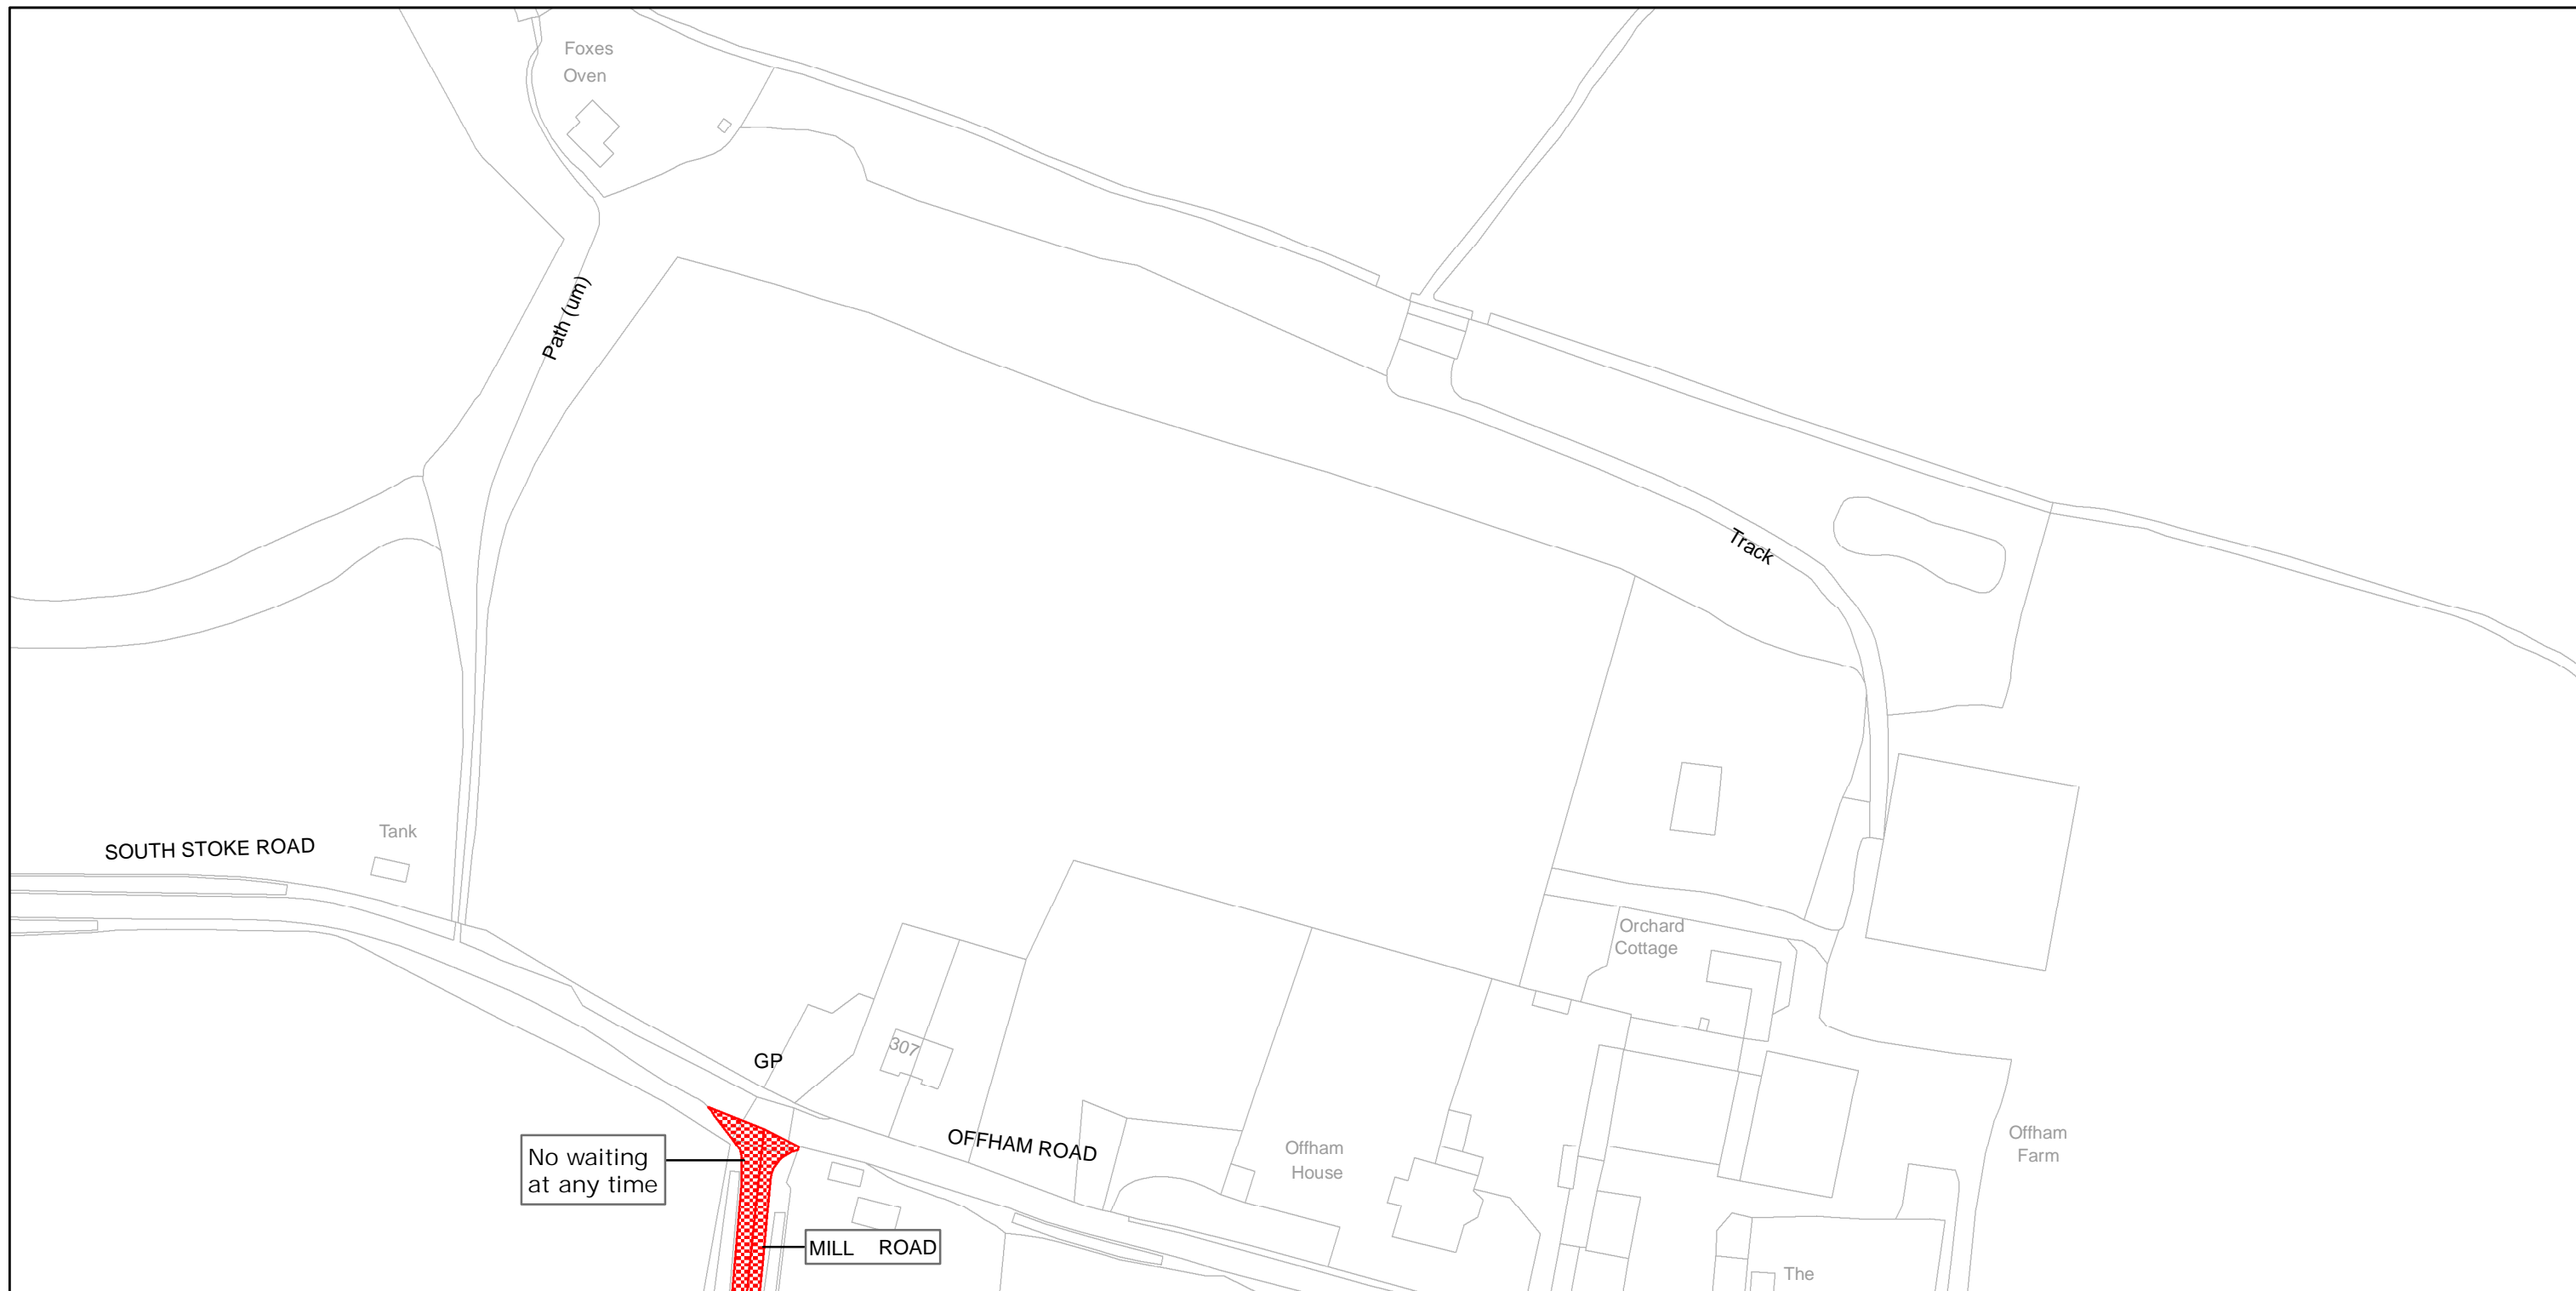 Foxes
Oven
Path (um)
Track
Tank
SOUTH STOKE ROAD
Orchard
Cottage
307
GP
OFFHAM ROAD
Offham
House
Offham
Farm
No waiting
at any time
MILL ROAD
The